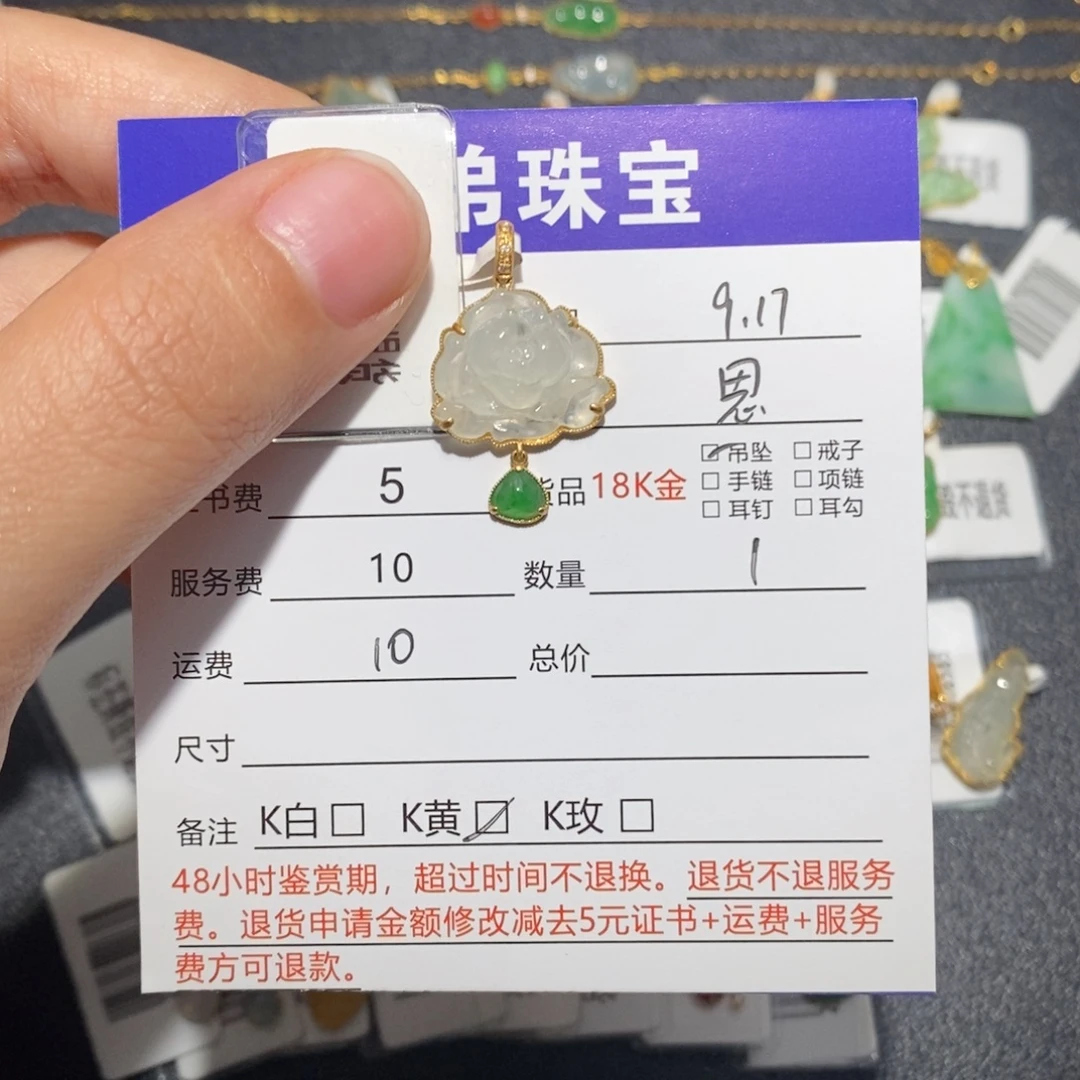 珠宝
9.17
恩
书费 5 品 18K金 ☑吊坠 ☐戒子
☐手链 ☐项链
☐耳钉 ☐耳勾
服务费 10 数量 1
运费 10 总价
尺寸
备注 K白☐ K黄☑ K玫☐
48小时鉴赏期，超过时间不退换。退货不退服务
费。退货申请金额修改减去5元证书+运费+服务
费方可退款。